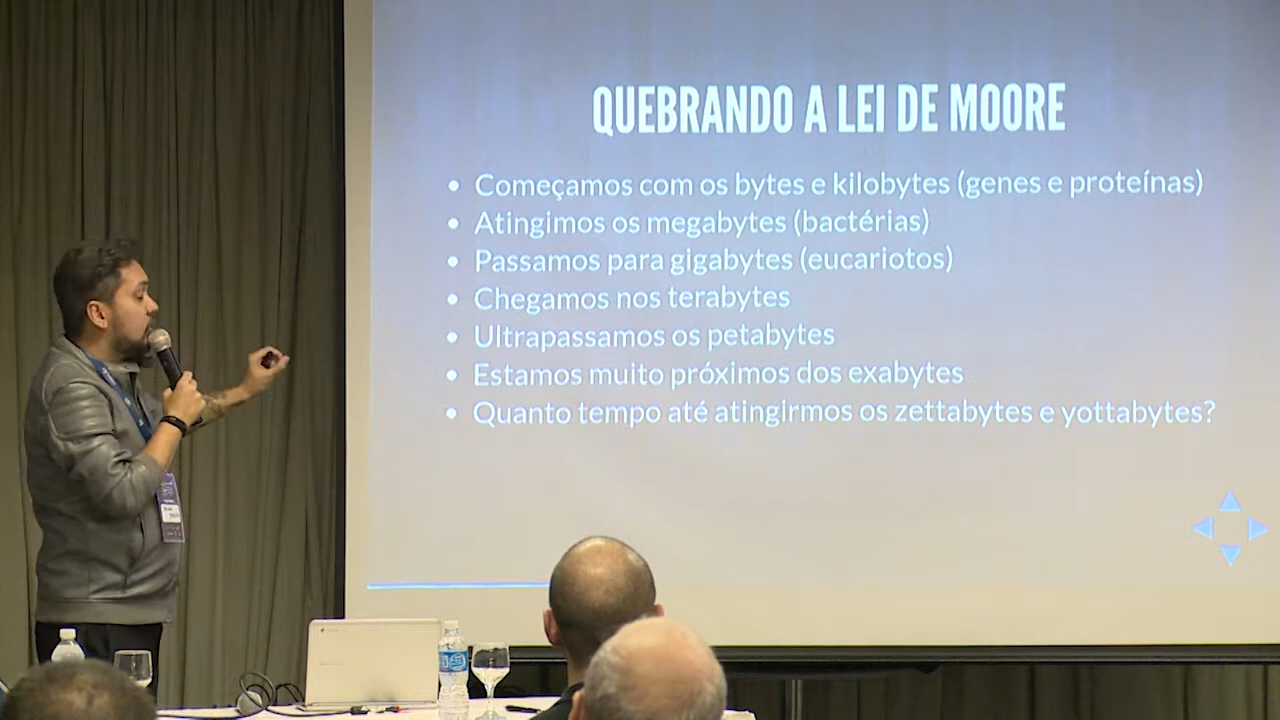 QUEBRANDO A LEI DE MOORE
Começamos com os bytes e kilobytes (genes e proteínas)
Atingimos os megabytes (bactérias)
Passamos para gigabytes (eucariotos)
Chegamos nos terabytes
Ultrapassamos os petabytes
Estamos muito próximos dos exabytes
Quanto tempo até atingirmos os zettabytes e yottabytes?